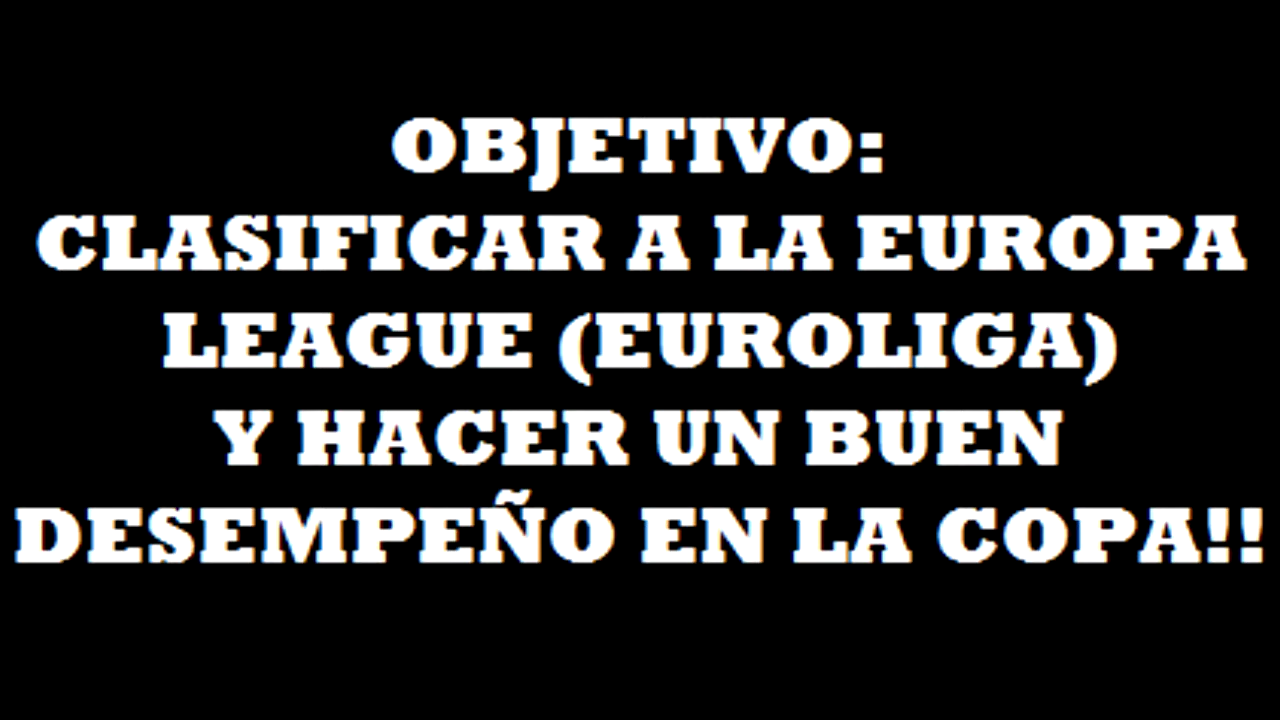 OBJETIVO:
CLASIFICAR A LA EUROPA
LEAGUE (EUROLIGA)
Y HACER UN BUEN
DESEMPEÑO EN LA COPA!!